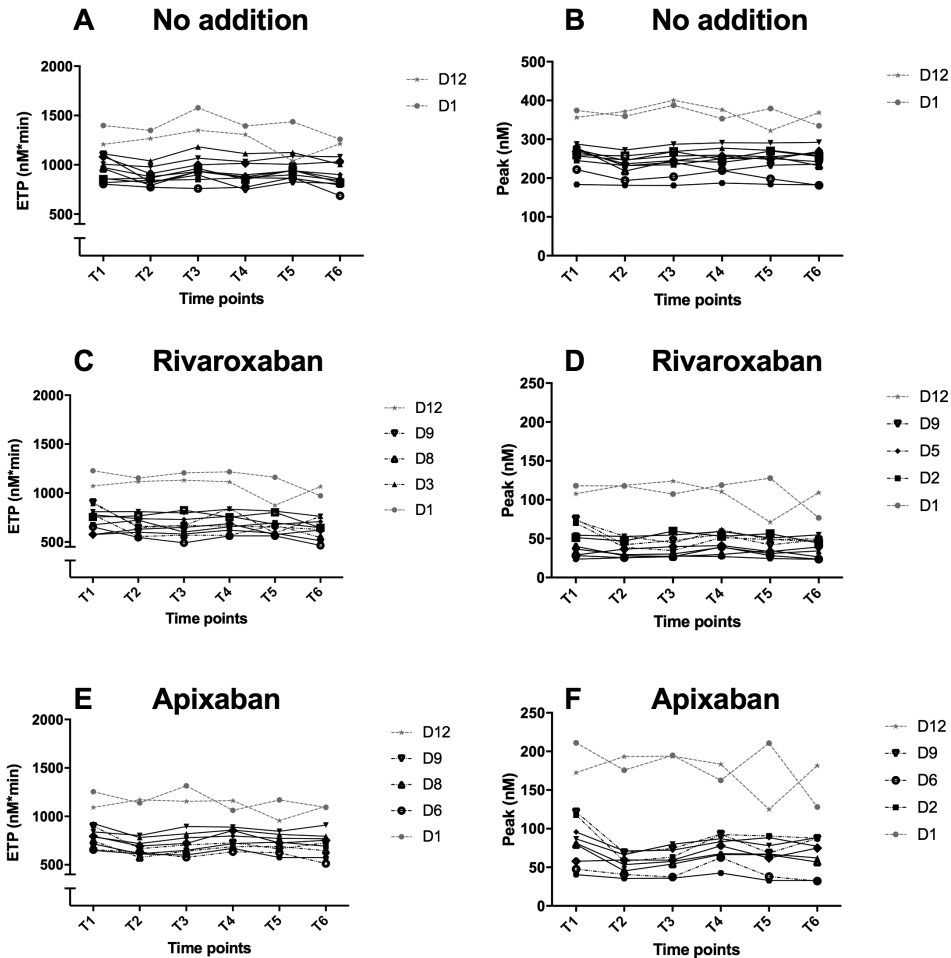 A No addition
2000
1500
1000
500
ETP (nM*min)
T1 T2 T3 T4 T5 T6
Time points
D12
D1
B No addition
500
400
300
200
100
0
Peak (nM)
T1 T2 T3 T4 T5 T6
Time points
D12
D1
C Rivaroxaban
2000
1500
1000
500
ETP (nM*min)
T1 T2 T3 T4 T5 T6
Time points
D12
D9
D8
D3
D1
D Rivaroxaban
250
200
150
100
50
0
Peak (nM)
T1 T2 T3 T4 T5 T6
Time points
D12
D9
D5
D2
D1
E Apixaban
2000
1500
1000
500
ETP (nM*min)
T1 T2 T3 T4 T5 T6
Time points
D12
D9
D8
D6
D1
F Apixaban
250
200
150
100
50
0
Peak (nM)
T1 T2 T3 T4 T5 T6
Time points
D12
D9
D6
D2
D1